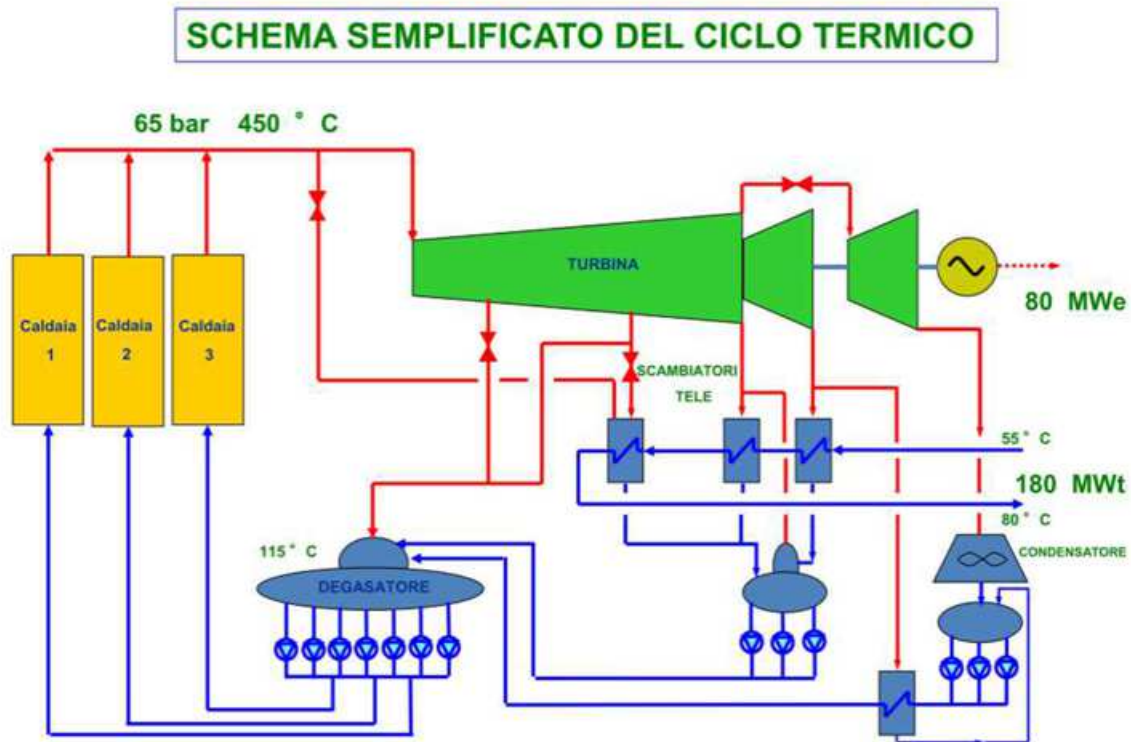 SCHEMA SEMPLIFICATO DEL CICLO TERMICO
65 bar 450 ° C
TURBINA
80 MWe
Caldaia
1
Caldaia
2
Caldaia
3
SCAMBIATORI
TELE
55° C
180 MWt
80° C
115° C
CONDENSATORE
DEGASATORE